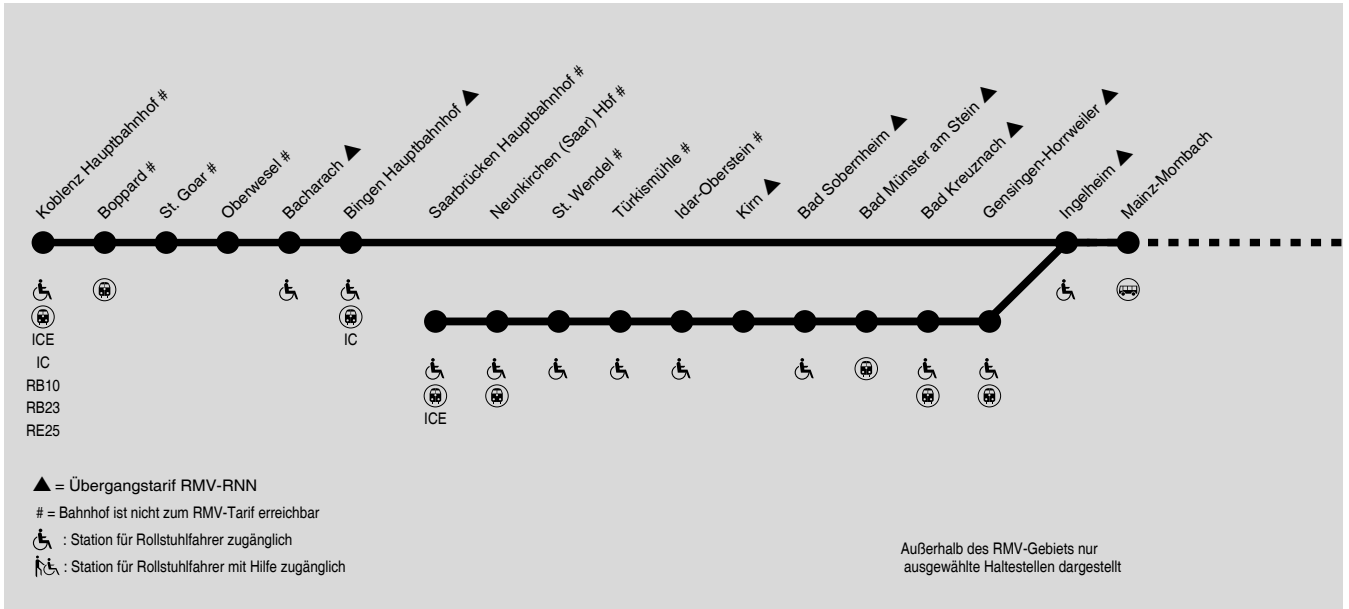 Koblenz Hauptbahnhof #
Boppard #
St. Goar #
Oberwesel #
Bacharach ▲
Bingen Hauptbahnhof ▲
Saarbrücken Hauptbahnhof #
Neunkirchen (Saar) Hbf #
St. Wendel #
Türkismühle #
Idar-Oberstein #
Kirn ▲
Bad Sobernheim ▲
Bad Münster am Stein ▲
Bad Kreuznach ▲
Gensingen-Horrweiler ▲
Ingelheim ▲
Mainz-Mombach
ICE
IC
RB10
RB23
RE25
IC
ICE
▲ = Übergangstarif RMV-RNN
# = Bahnhof ist nicht zum RMV-Tarif erreichbar
: Station für Rollstuhlfahrer zugänglich
: Station für Rollstuhlfahrer mit Hilfe zugänglich
Außerhalb des RMV-Gebiets nur
ausgewählte Haltestellen dargestellt